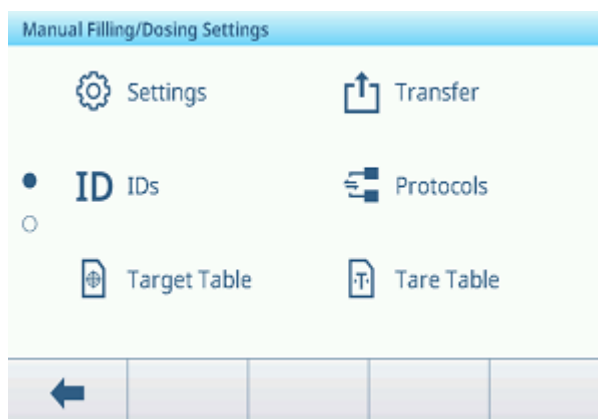 Manual Filling/Dosing Settings
Settings
Transfer
ID IDs
Protocols
Target Table
T Tare Table